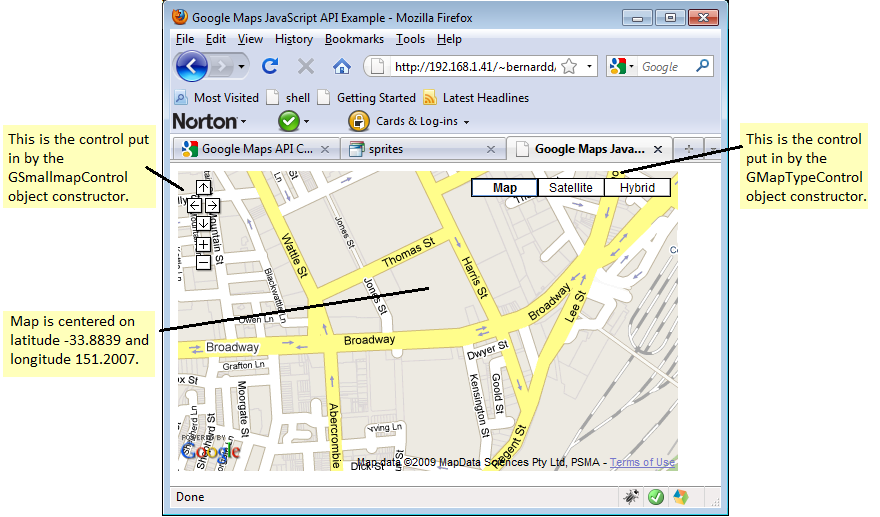 Google Maps JavaScript API Example - Mozilla Firefox
File Edit View History Bookmarks Tools Help
http://192.168.1.41/~bernardd/
Google
Most Visited shell Getting Started Latest Headlines
Norton Cards & Log-ins
Google Maps API C... sprites Google Maps Java...
This is the control put
in by the
GSmallmapControl
object constructor.
This is the control
put in by the
GMapTypeControl
object constructor.
Map Satellite Hybrid
Mountain St
Wattle St
Jones St
Thomas St
Harris St
Blackwattle Ln
Owen Ln
Jones St
Broadway
Lee St
Map is centered on
latitude -33.8839 and
longitude 151.2007.
Broadway
Broadway
Dwyer St
Grafton Ln
Moorgate St
Goold St
Kensington St
Abercrombie
Shepherd St
Irving Ln
Regent St
Dick St
POWERED BY
Google
Map data ©2009 MapData Sciences Pty Ltd, PSMA - Terms of Use
Done